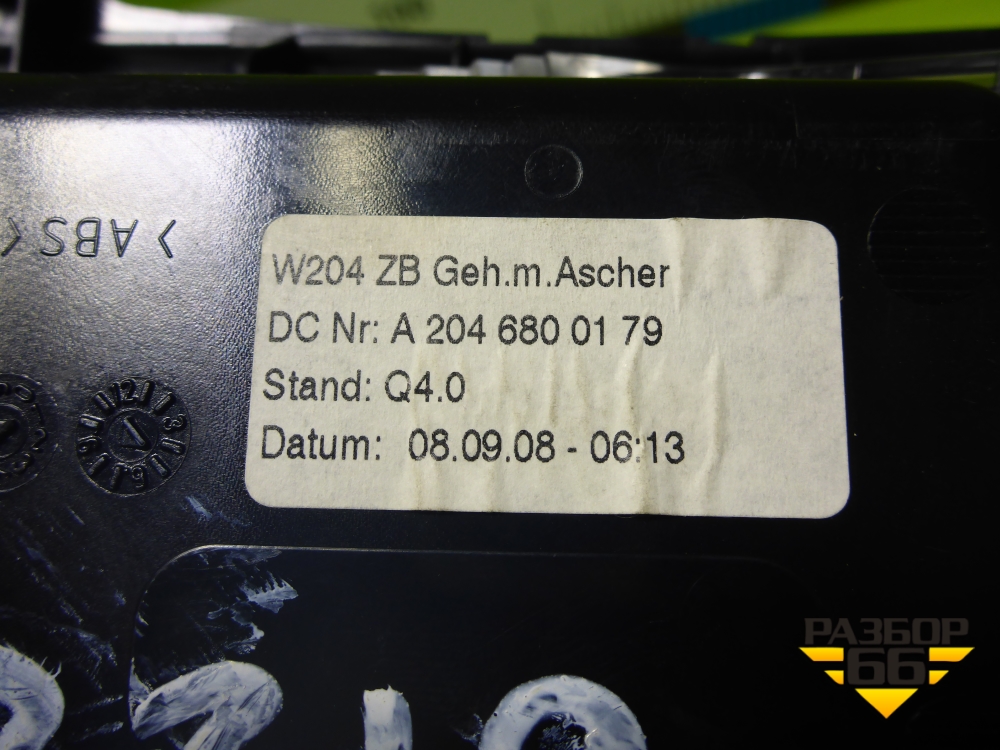 >ABS<
W204 ZB Geh.m.Ascher
DC Nr: A 204 680 01 79
Stand: Q4.0
Datum: 08.09.08 - 06:13
РАЗБОР
66